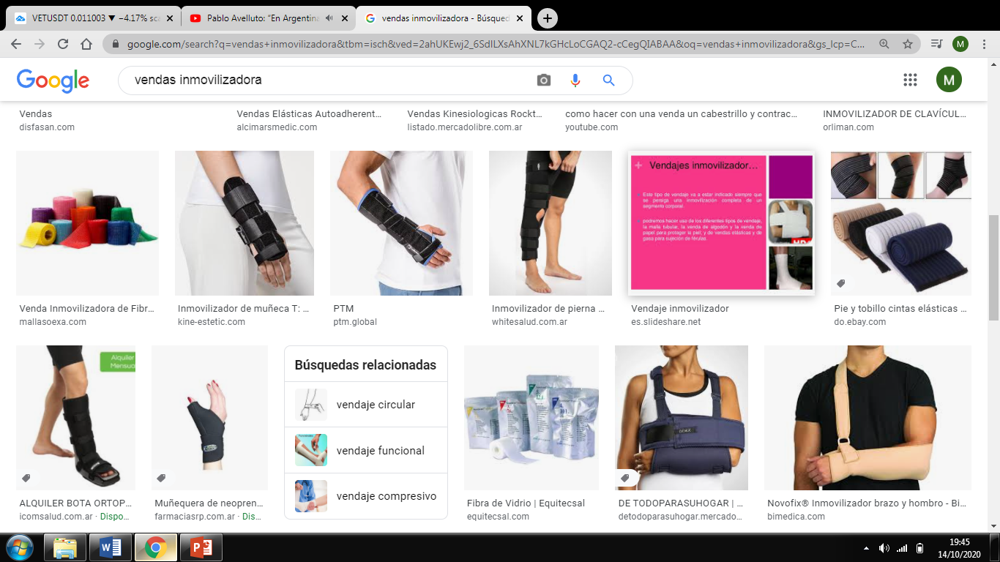 VETUSDT 0.011003 ▼ −4.17% sca
Pablo Avelluto: "En Argentina
vendas inmovilizadora - Búsqued
google.com/search?q=vendas+inmovilizadora&tbm=isch&ved=2ahUKEwj2_6SdILXsAhXNL7kGHcLoCGAQ2-cCegQIABAA&oq=vendas+inmovilizadora&gs_lcp=C...
M
Google
vendas inmovilizadora
M
Vendas
disfasan.com
Vendas Elásticas Autoadherent...
alcimarsmedic.com
Vendas Kinesiologicas Rockt...
listado.mercadolibre.com.ar
como hacer con una venda un cabestrillo y contrac...
youtube.com
INMOVILIZADOR DE CLAVÍCUL...
orliman.com
+ Vendajes inmovilizador...
Este tipo de vendaje va a estar indicado siempre que
se persiga una inmovilización completa de un
segmento corporal.
podremos hacer uso de los diferentes tipos de vendaje,
la malla tubular, la venda de algodón y la venda de
papel para proteger la piel, y de vendas elásticas y de
gasa para sujeción de férulas.
HD
Venda Inmovilizadora de Fibr...
mallasoexa.com
Inmovilizador de muñeca T: ...
kine-estetic.com
PTM
ptm.global
Inmovilizador de pierna ...
whitesalud.com.ar
Vendaje inmovilizador
es.slideshare.net
Pie y tobillo cintas elásticas ...
do.ebay.com
Alquiler
Mensua
Búsquedas relacionadas
vendaje circular
vendaje funcional
vendaje compresivo
ALQUILER BOTA ORTOP...
icomsalud.com.ar · Dispo...
Muñequera de neopren...
farmaciasrp.com.ar · Dis...
Fibra de Vidrio | Equitecsal
equitecsal.com
DE TODOPARASUHOGAR | ...
detodoparasuhogar.mercado...
Novofix® Inmovilizador brazo y hombro - Bi...
bimedica.com
19:45
14/10/2020